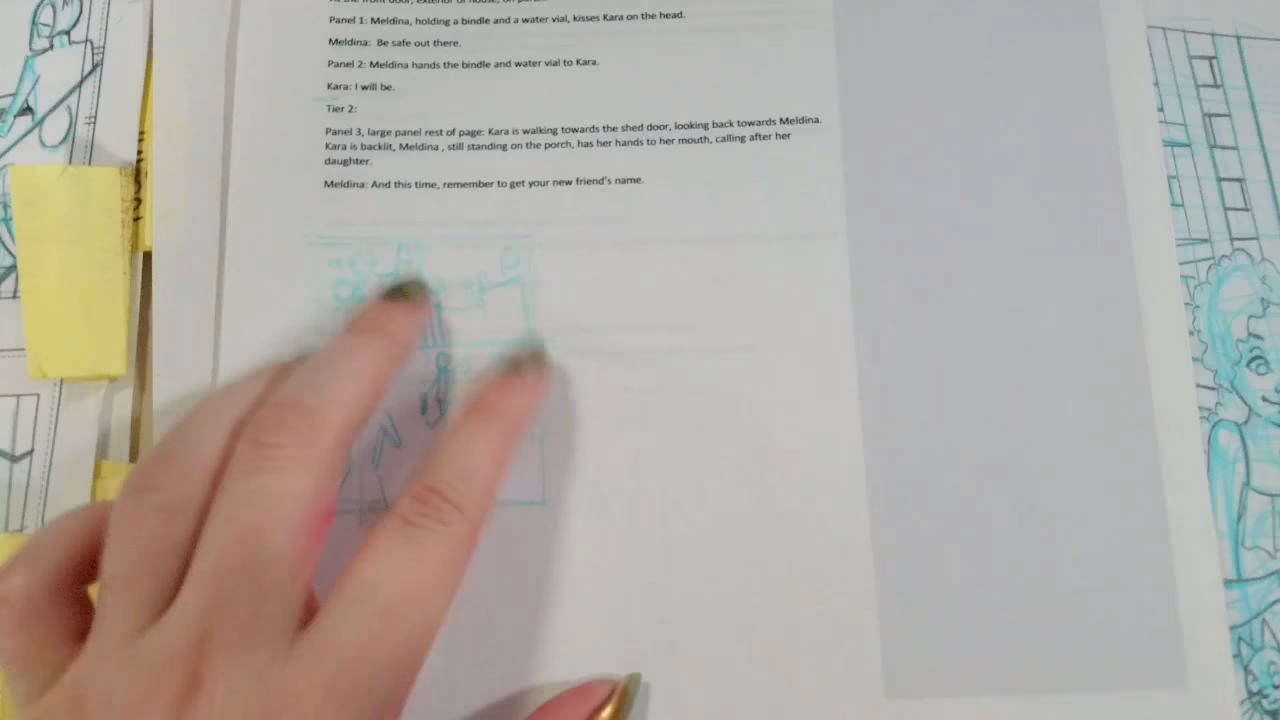 Panel 1: Meldina, holding a bindle and a water vial, kisses Kara on the head.
Meldina:  Be safe out there.
Panel 2: Meldina hands the bindle and water vial to Kara.
Kara: I will be.
Tier 2:
Panel 3, large panel rest of page: Kara is walking towards the shed door, looking back towards Meldina.
Kara is backlit, Meldina , still standing on the porch, has her hands to her mouth, calling after her
daughter.
Meldina: And this time, remember to get your new friend's name.